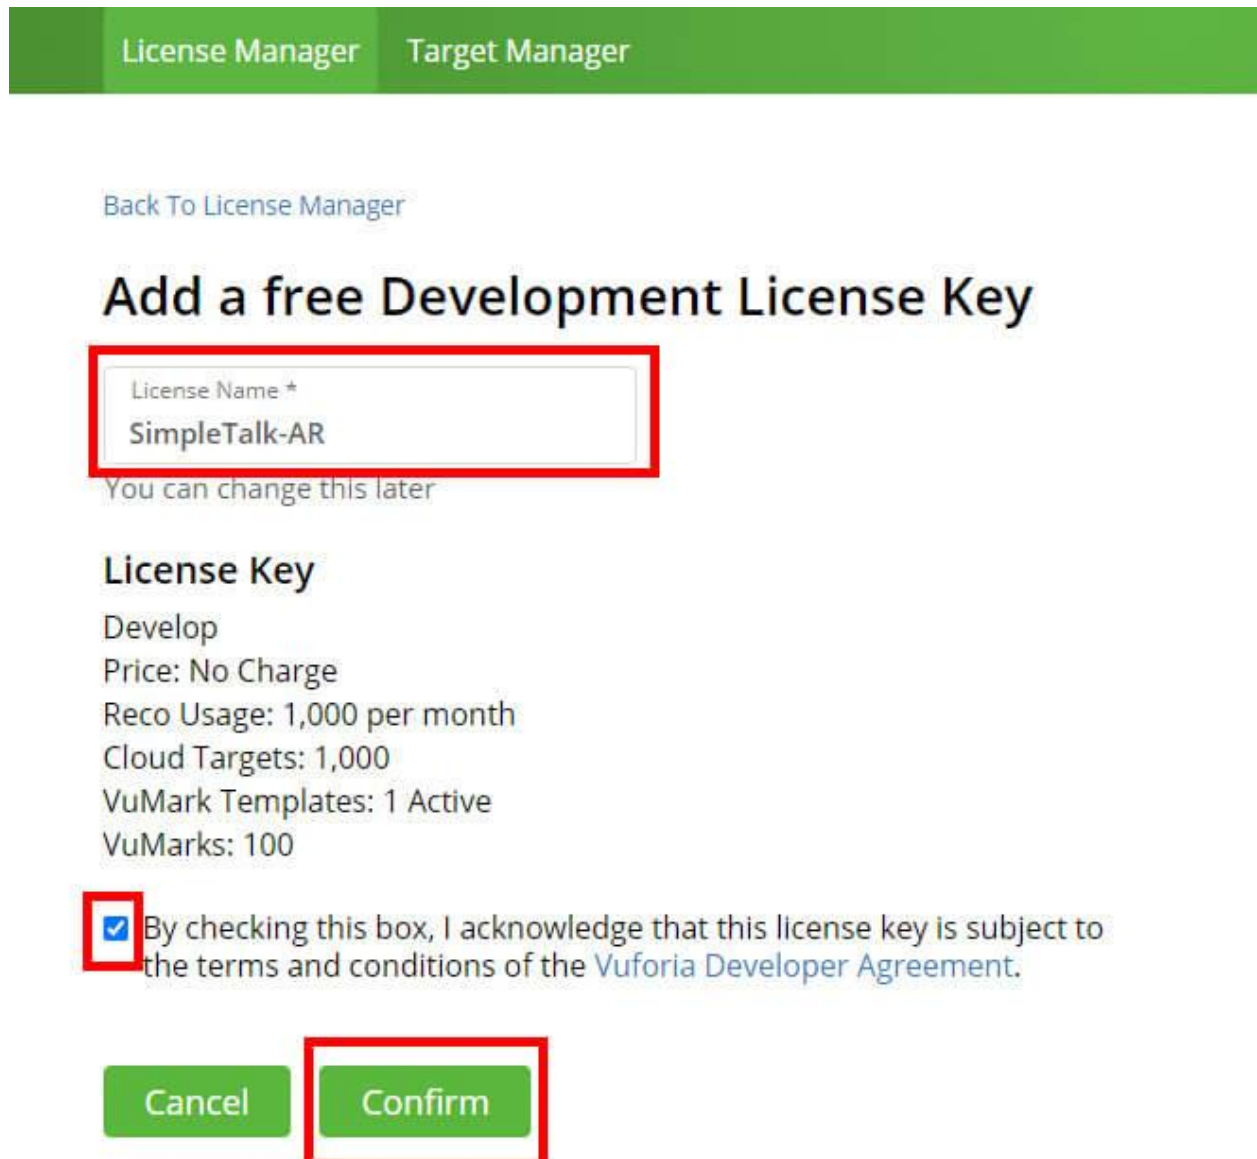 License Manager Target Manager
Back To License Manager
Add a free Development License Key
License Name *
SimpleTalk-AR
You can change this later
License Key
Develop
Price: No Charge
Reco Usage: 1,000 per month
Cloud Targets: 1,000
VuMark Templates: 1 Active
VuMarks: 100
By checking this box, I acknowledge that this license key is subject to
the terms and conditions of the Vuforia Developer Agreement.
Cancel Confirm